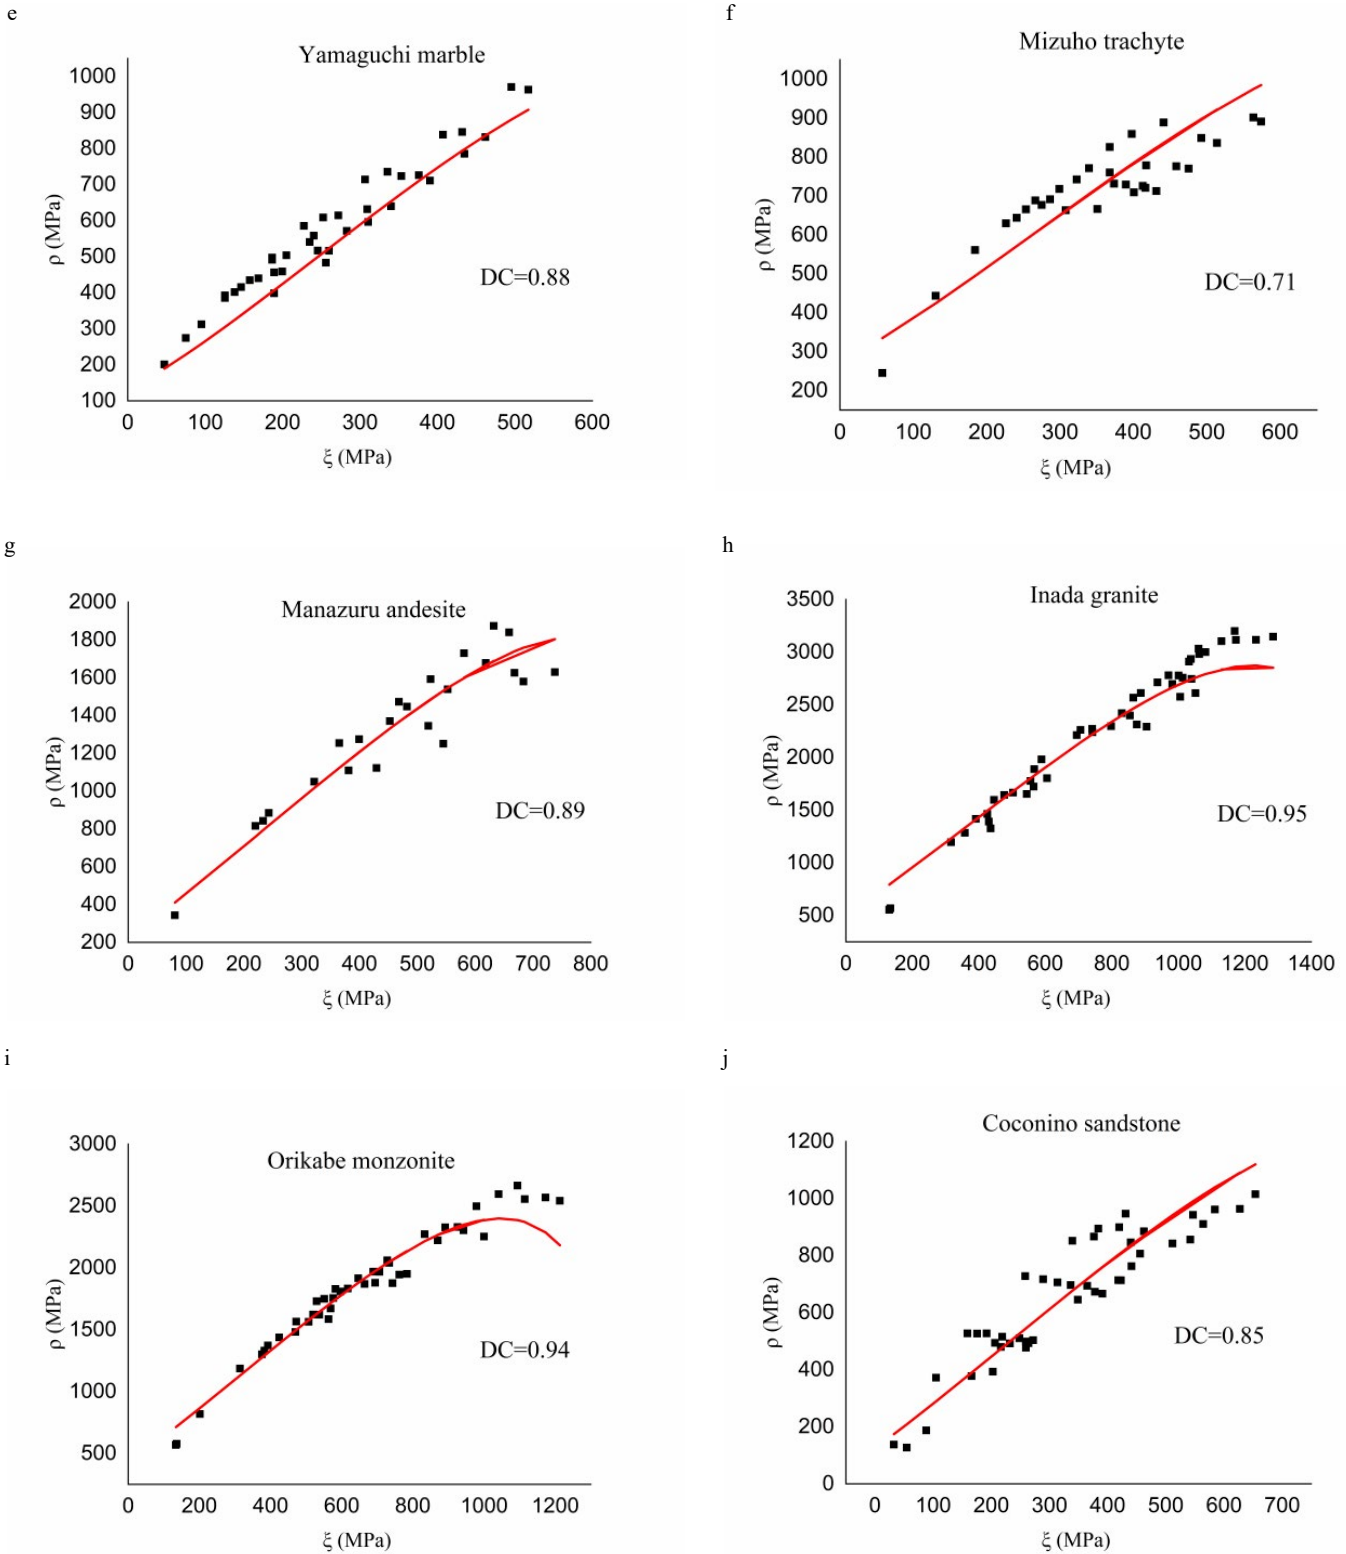 e
Yamaguchi marble
1000
900
800
700
600
500
400
300
200
100
ρ (MPa)
DC=0.88
0 100 200 300 400 500 600
ξ (MPa)
f
Mizuho trachyte
1000
900
800
700
600
500
400
300
200
ρ (MPa)
DC=0.71
0 100 200 300 400 500 600
ξ (MPa)
g
Manazuru andesite
2000
1800
1600
1400
1200
1000
800
600
400
200
ρ (MPa)
DC=0.89
0 100 200 300 400 500 600 700 800
ξ (MPa)
h
Inada granite
3500
3000
2500
2000
1500
1000
500
ρ (MPa)
DC=0.95
0 200 400 600 800 1000 1200 1400
ξ (MPa)
i
Orikabe monzonite
3000
2500
2000
1500
1000
500
ρ (MPa)
DC=0.94
0 200 400 600 800 1000 1200
ξ (MPa)
j
Coconino sandstone
1200
1000
800
600
400
200
0
ρ (MPa)
DC=0.85
0 100 200 300 400 500 600 700
ξ (MPa)